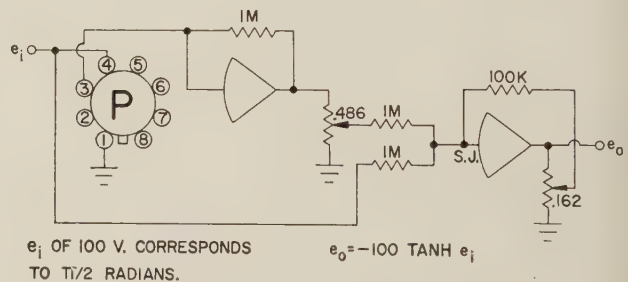 1M
e_i
4
5
3
6
P
2
7
1
8
.486
1M
1M
100K
S.J.
e_o
.162
e_i OF 100 V. CORRESPONDS
TO π/2 RADIANS.
e_o = -100 TANH e_i